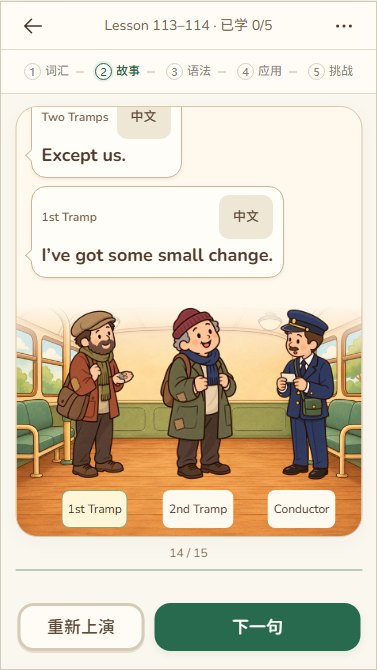 Lesson 113–114 · 已学 0/5
1 词汇 2 故事 3 语法 4 应用 5 挑战
Two Tramps 中文
Except us.
1st Tramp 中文
I've got some small change.
1st Tramp 2nd Tramp Conductor
14 / 15
重新上演 下一句